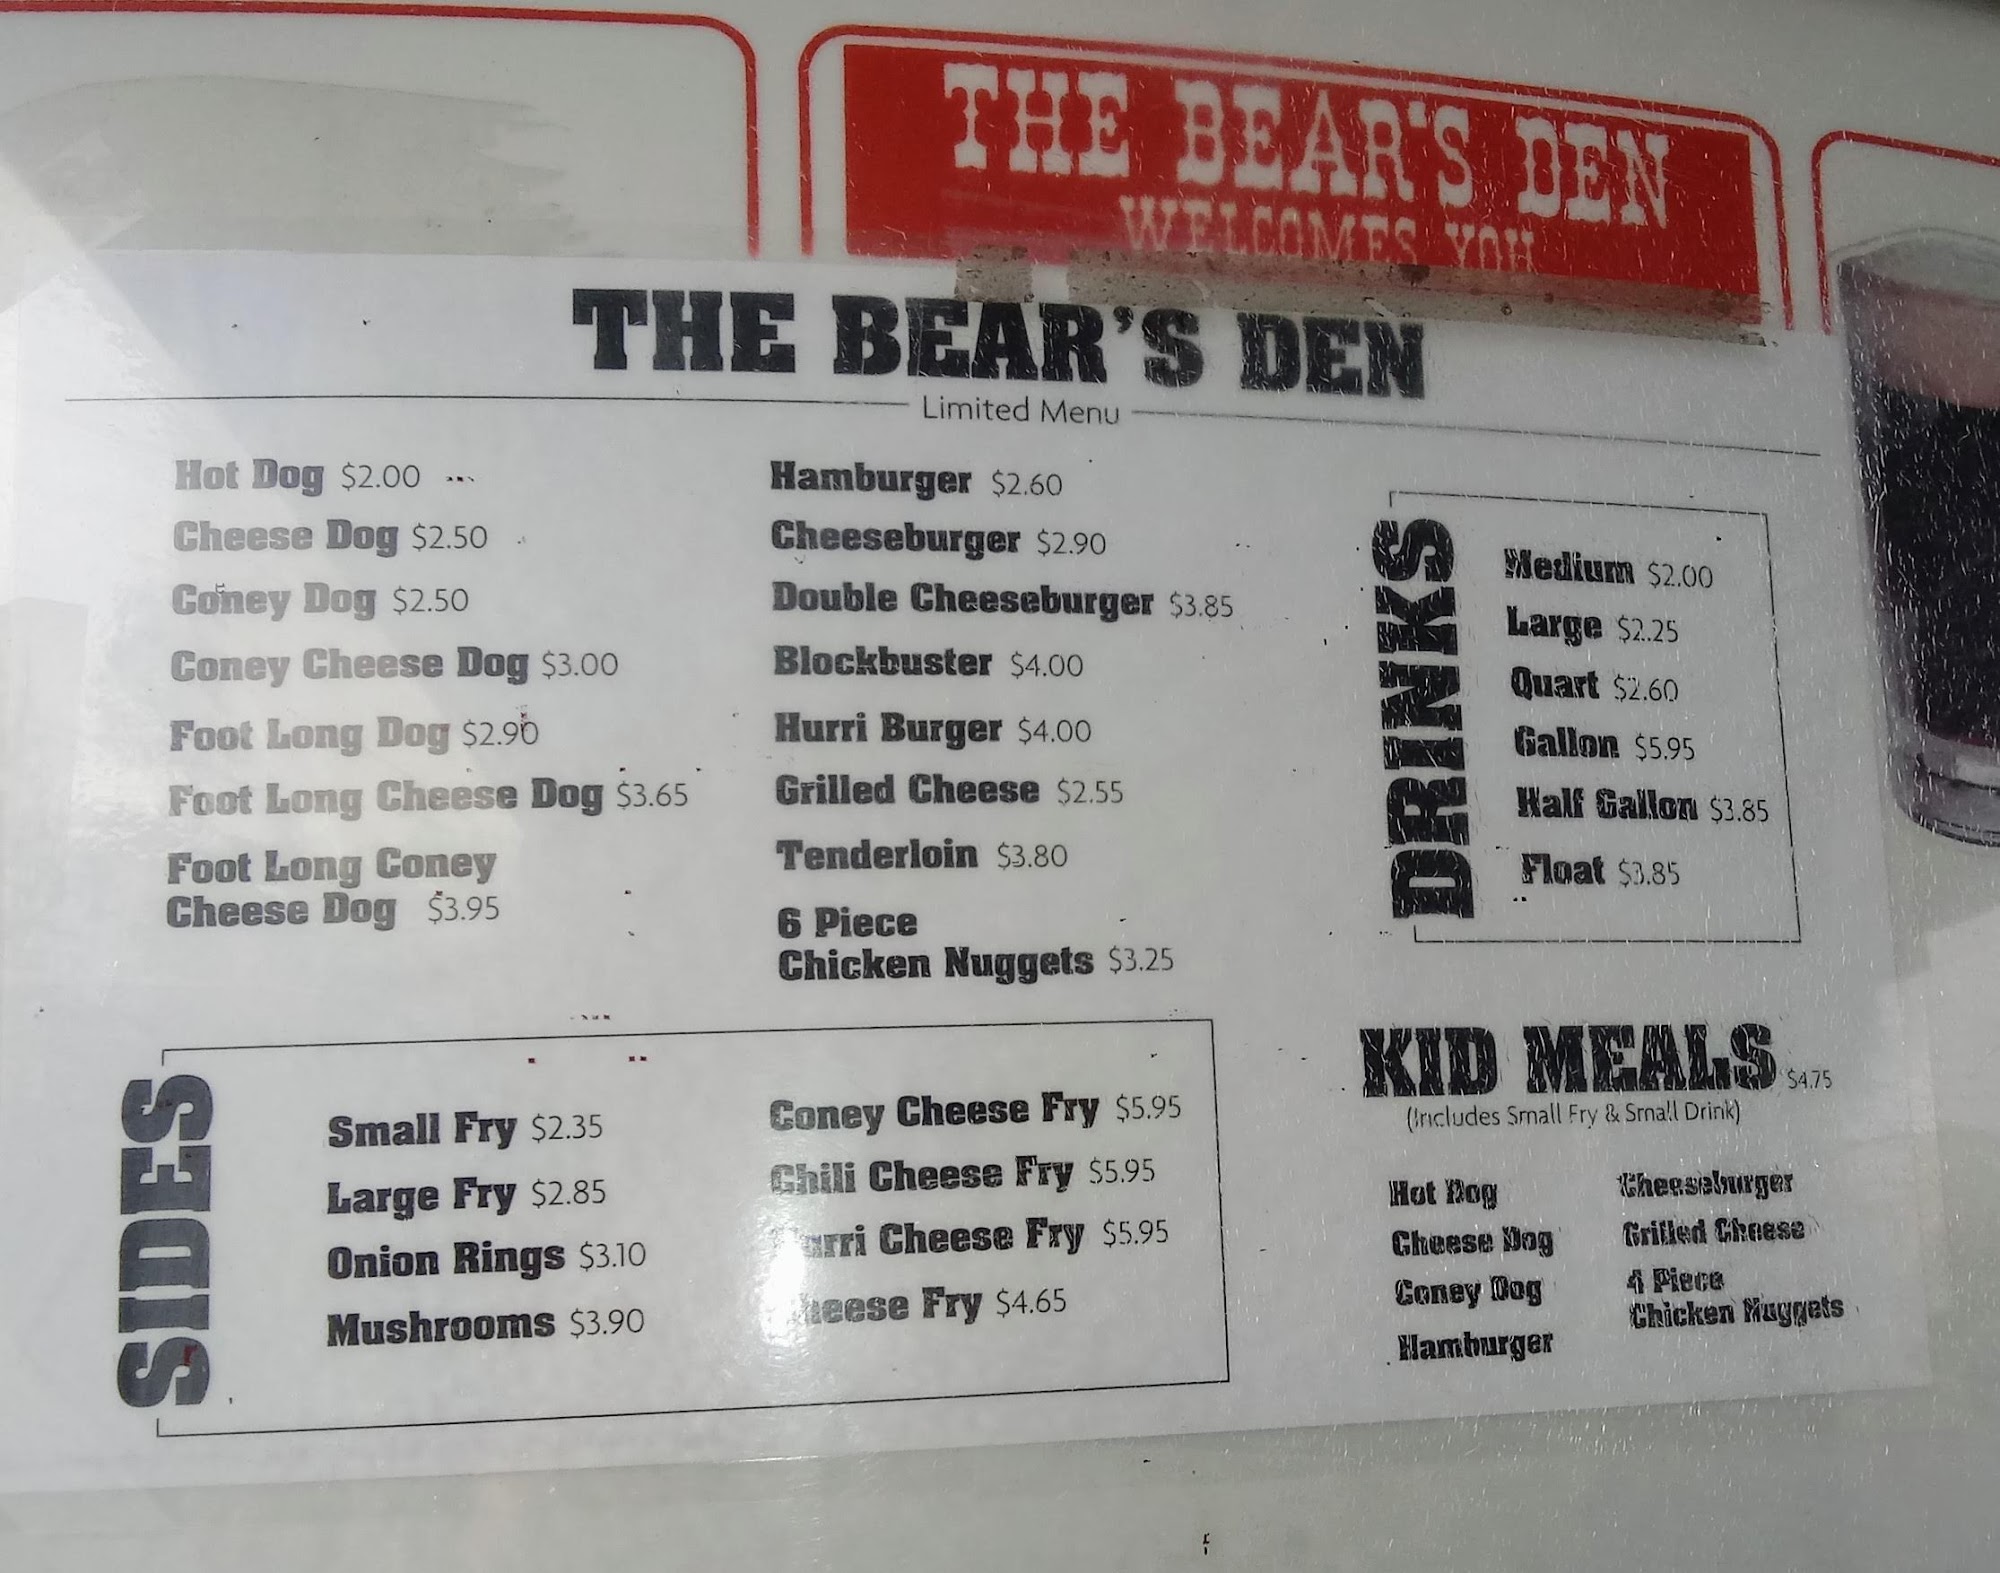 THE BEAR'S DEN
WELCOMES YOU
THE BEAR'S DEN
Limited Menu
Hot Dog $2.00
Cheese Dog $2.50
Coney Dog $2.50
Coney Cheese Dog $3.00
Foot Long Dog $2.90
Foot Long Cheese Dog $3.65
Foot Long Coney
Cheese Dog $3.95
Hamburger $2.60
Cheeseburger $2.90
Double Cheeseburger $3.85
Blockbuster $4.00
Hurri Burger $4.00
Grilled Cheese $2.55
Tenderloin $3.80
6 Piece
Chicken Nuggets $3.25
DRINKS
Medium $2.00
Large $2.25
Quart $2.60
Gallon $5.95
Half Gallon $3.85
Float $3.85
SIDES
Small Fry $2.35
Large Fry $2.85
Onion Rings $3.10
Mushrooms $3.90
Coney Cheese Fry $5.95
Chili Cheese Fry $5.95
Hurri Cheese Fry $5.95
Cheese Fry $4.65
KID MEALS $4.75
(Includes Small Fry & Small Drink)
Hot Dog
Cheese Dog
Coney Dog
Hamburger
Cheeseburger
Grilled Cheese
4 Piece
Chicken Nuggets